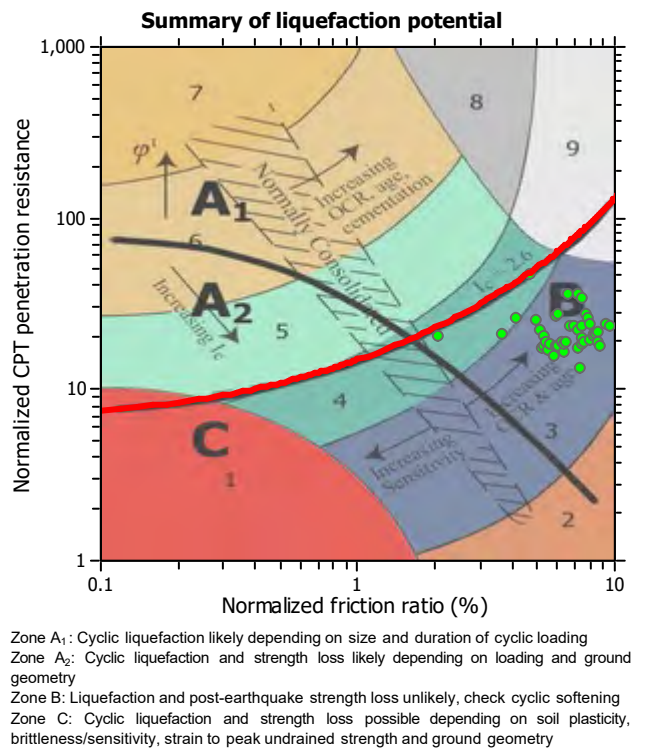 Summary of liquefaction potential
1,000
100
10
1
Normalized CPT penetration resistance
7
8
9
φ'
A1
Normally Consolidated
Increasing
OCR, age,
cementation
6
A2
Increasing Ic
5
Ic = 2.6
B
4
Increasing
OCR & age
3
C
Increasing
Sensitivity
1
2
0.1
1
10
Normalized friction ratio (%)
Zone A1: Cyclic liquefaction likely depending on size and duration of cyclic loading
Zone A2: Cyclic liquefaction and strength loss likely depending on loading and ground
geometry
Zone B: Liquefaction and post-earthquake strength loss unlikely, check cyclic softening
Zone C: Cyclic liquefaction and strength loss possible depending on soil plasticity,
brittleness/sensitivity, strain to peak undrained strength and ground geometry